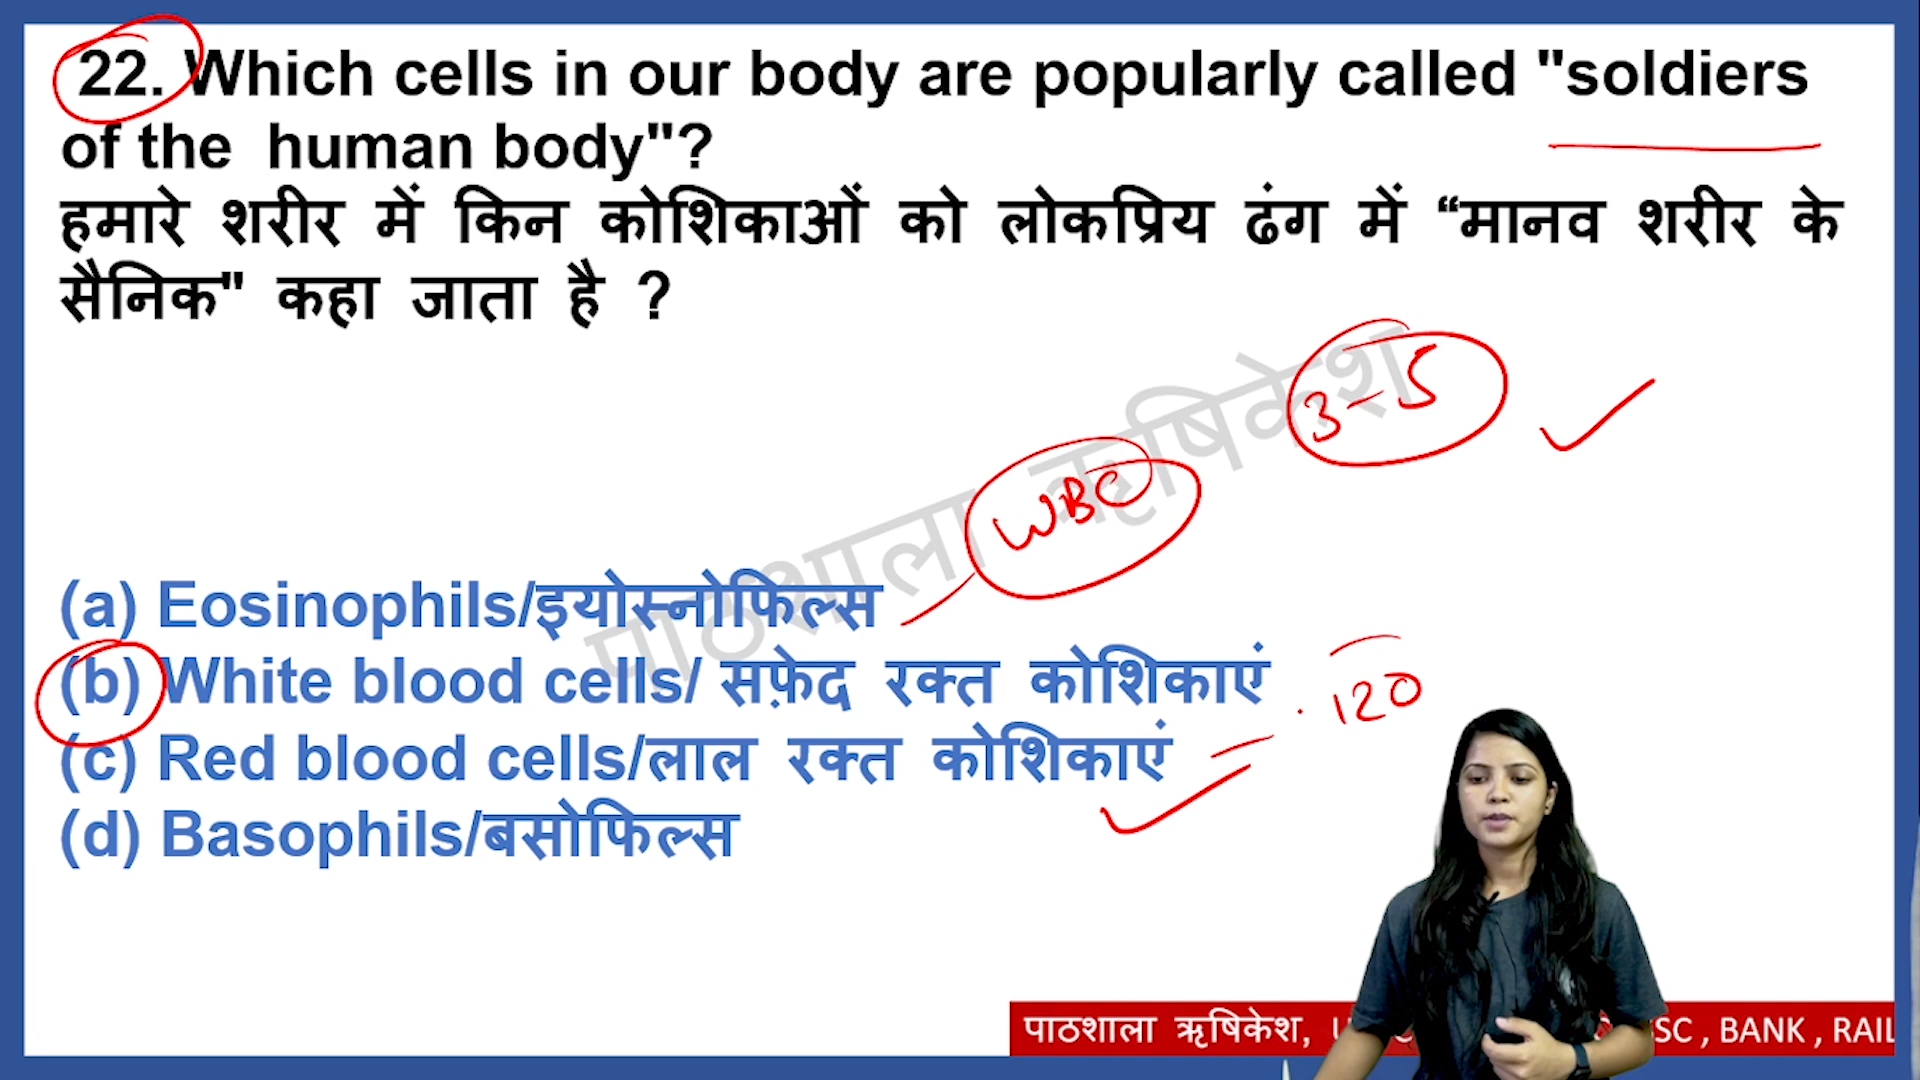 22. Which cells in our body are popularly called "soldiers
of the human body"?
हमारे शरीर में किन कोशिकाओं को लोकप्रिय ढंग में “मानव शरीर के
सैनिक" कहा जाता है ?
3-5
WBC
पाठशाला ऋषिकेश
(a) Eosinophils/इयोस्नोफिल्स
(b) White blood cells/ सफ़ेद रक्त कोशिकाएं
120
(c) Red blood cells/लाल रक्त कोशिकाएं
(d) Basophils/बसोफिल्स
पाठशाला ऋषिकेश, SC , BANK , RAIL